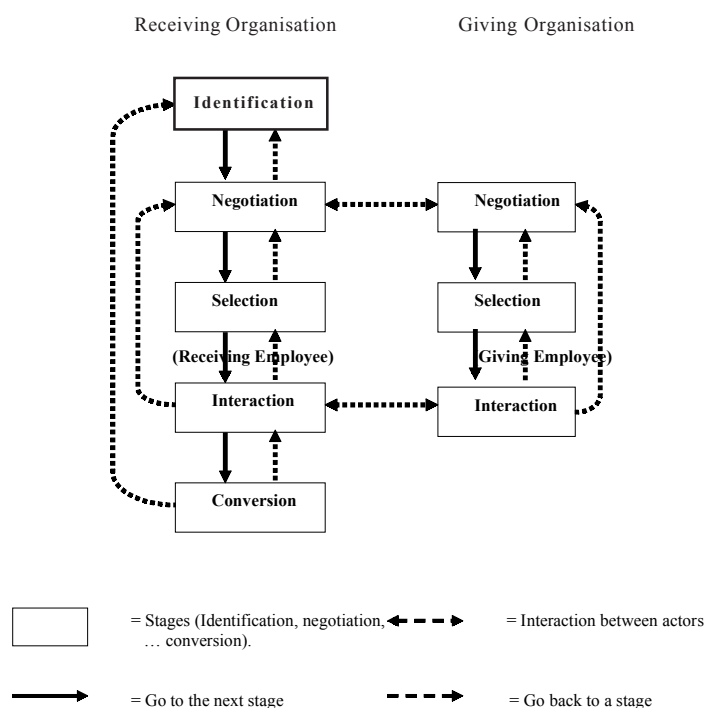 Receiving Organisation
Giving Organisation
Identification
Negotiation
Negotiation
Selection
Selection
(Receiving Employee)
Giving Employee)
Interaction
Interaction
Conversion
= Stages (Identification, negotiation,
… conversion).
= Interaction between actors
= Go to the next stage
= Go back to a stage